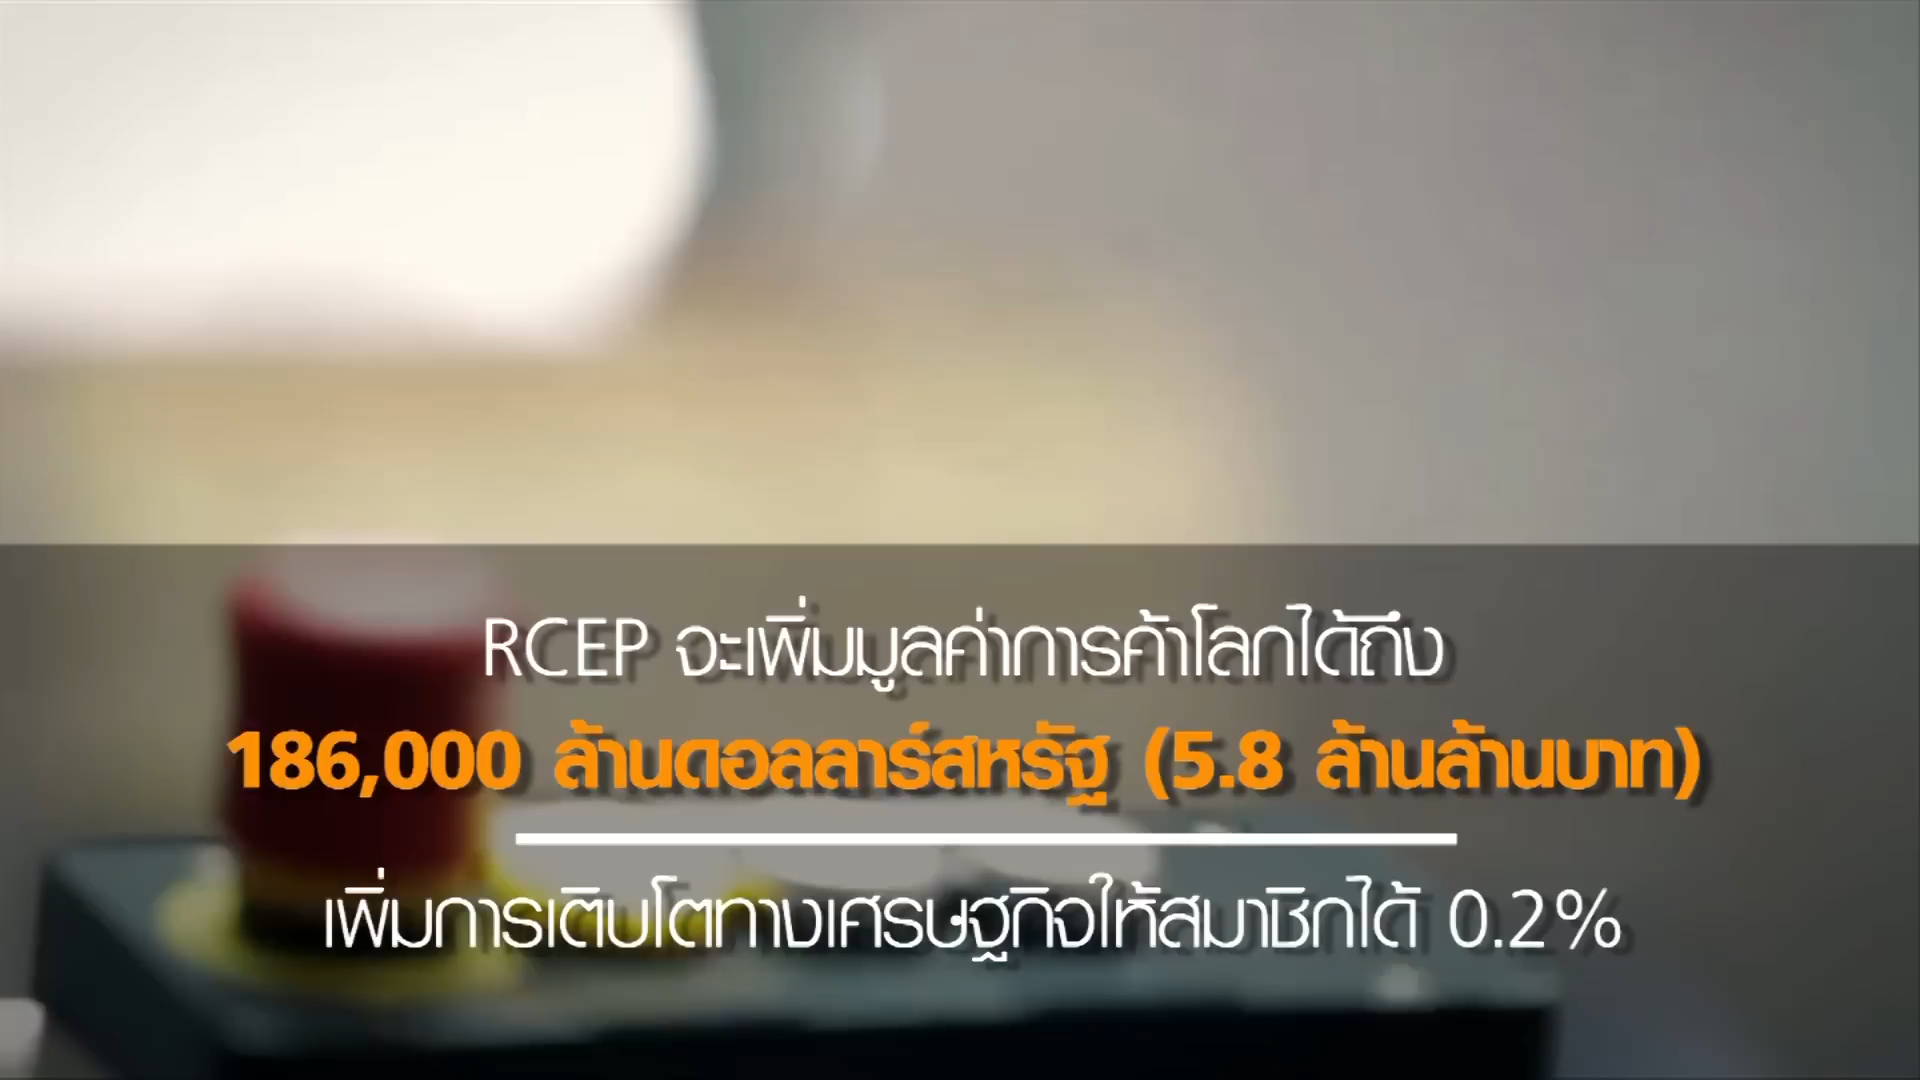 RCEP จะเพิ่มมูลค่าการค้าโลกได้ถึง
186,000 ล้านดอลลาร์สหรัฐ (5.8 ล้านล้านบาท)
เพิ่มการเติบโตทางเศรษฐกิจให้สมาชิกได้ 0.2%